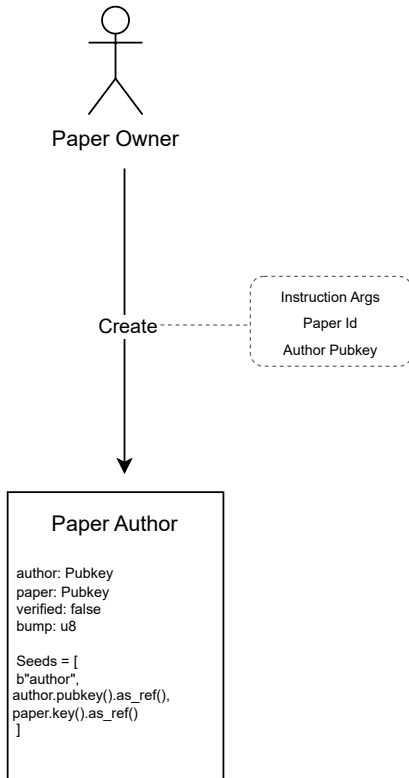 Paper Owner
Create
Instruction Args
Paper Id
Author Pubkey
Paper Author
author: Pubkey
paper: Pubkey
verified: false
bump: u8
Seeds = [
b"author",
author.pubkey().as_ref(),
paper.key().as_ref()
]